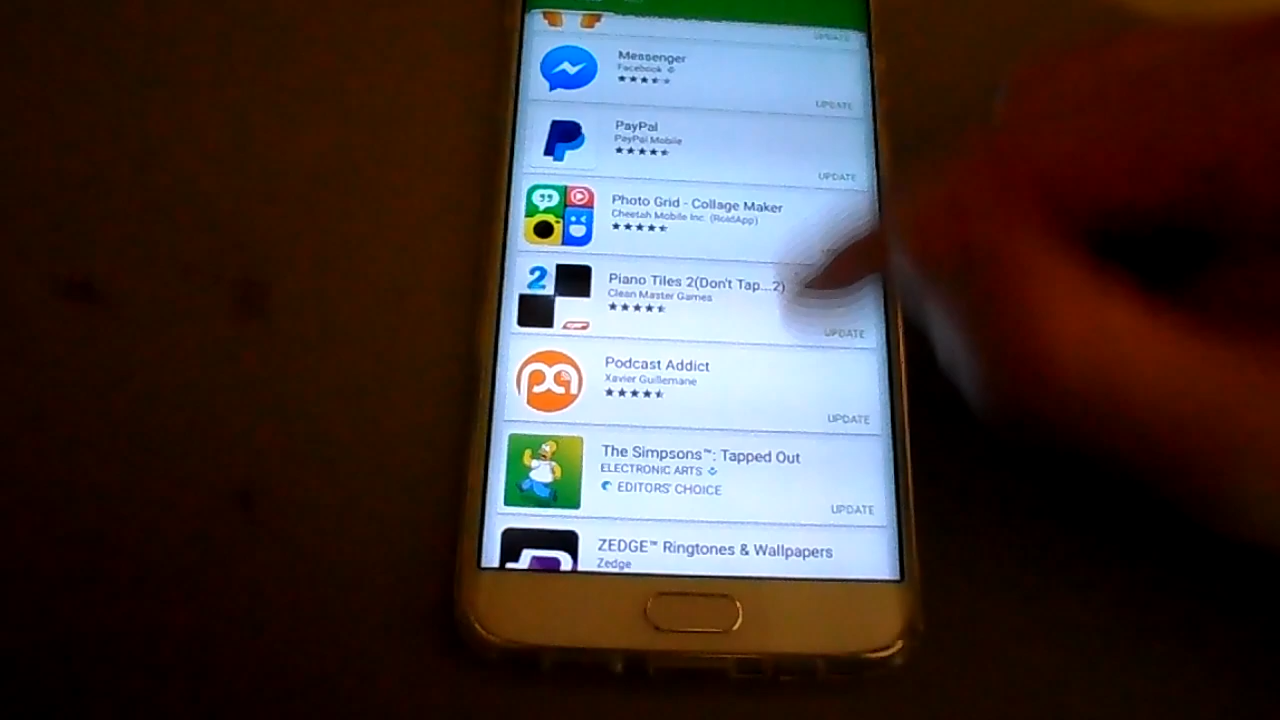 UPDATE
Messenger
Facebook
UPDATE
PayPal
PayPal Mobile
UPDATE
Photo Grid - Collage Maker
Cheetah Mobile Inc. (RoidApp)
2
Piano Tiles 2(Don't Tap...2)
Clean Master Games
UPDATE
Podcast Addict
Xavier Guillemane
UPDATE
The Simpsons™: Tapped Out
ELECTRONIC ARTS
EDITORS' CHOICE
UPDATE
ZEDGE™ Ringtones & Wallpapers
Zedge